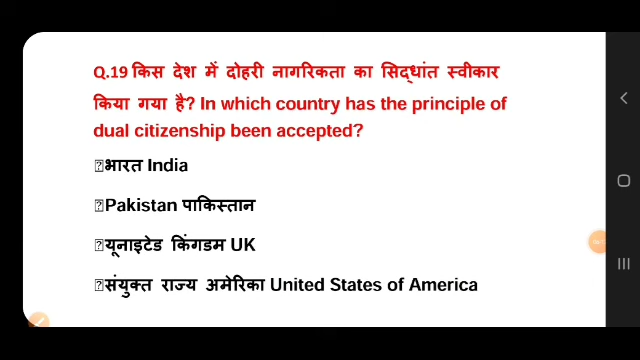 Q.19 किस देश में दोहरी नागरिकता का सिद्धांत स्वीकार
किया गया है? In which country has the principle of
dual citizenship been accepted?
भारत India
Pakistan पाकिस्तान
यूनाइटेड किंगडम UK
संयुक्त राज्य अमेरिका United States of America